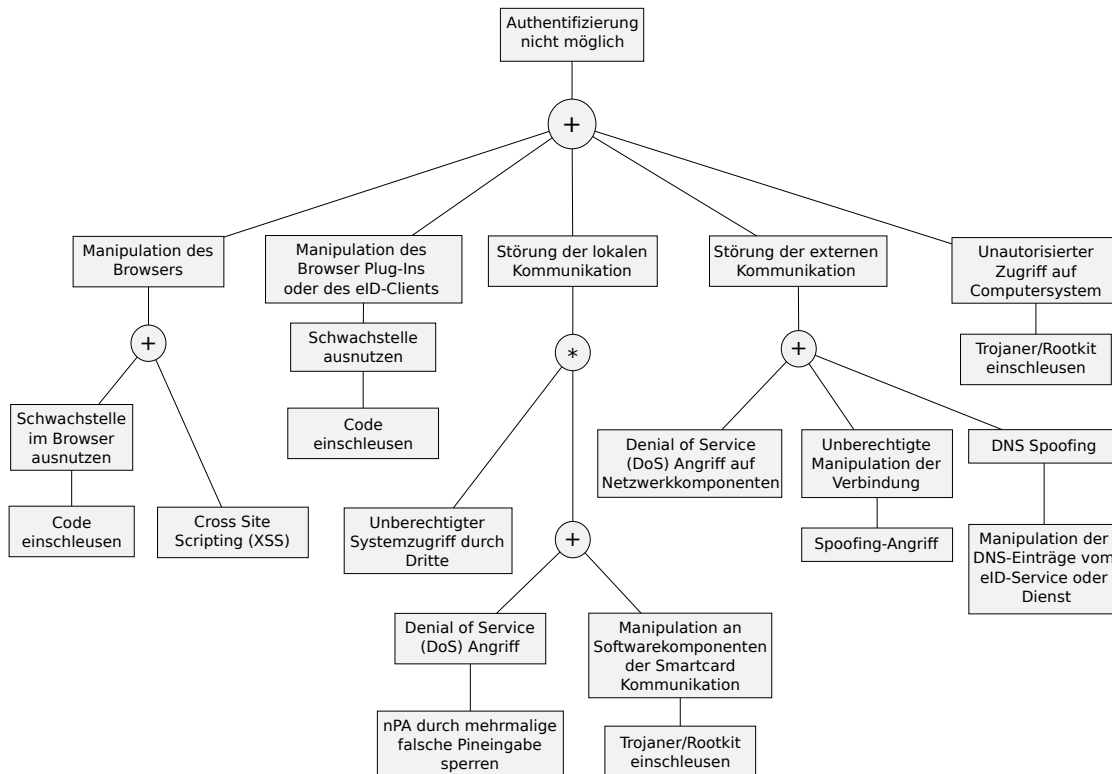 Authentifizierung
nicht möglich
+
Manipulation des
Browsers
Manipulation des
Browser Plug-Ins
oder des eID-Clients
Störung der lokalen
Kommunikation
Störung der externen
Kommunikation
Unautorisierter
Zugriff auf
Computersystem
+
Schwachstelle
ausnutzen
*
+
Trojaner/Rootkit
einschleusen
Schwachstelle
im Browser
ausnutzen
Code
einschleusen
Denial of Service
(DoS) Angriff auf
Netzwerkkomponenten
Unberechtigte
Manipulation der
Verbindung
DNS Spoofing
Code
einschleusen
Cross Site
Scripting (XSS)
Unberechtigter
Systemzugriff durch
Dritte
+
Spoofing-Angriff
Manipulation der
DNS-Einträge vom
eID-Service oder
Dienst
Denial of Service
(DoS) Angriff
Manipulation an
Softwarekomponenten
der Smartcard
Kommunikation
nPA durch mehrmalige
falsche Pineingabe
sperren
Trojaner/Rootkit
einschleusen